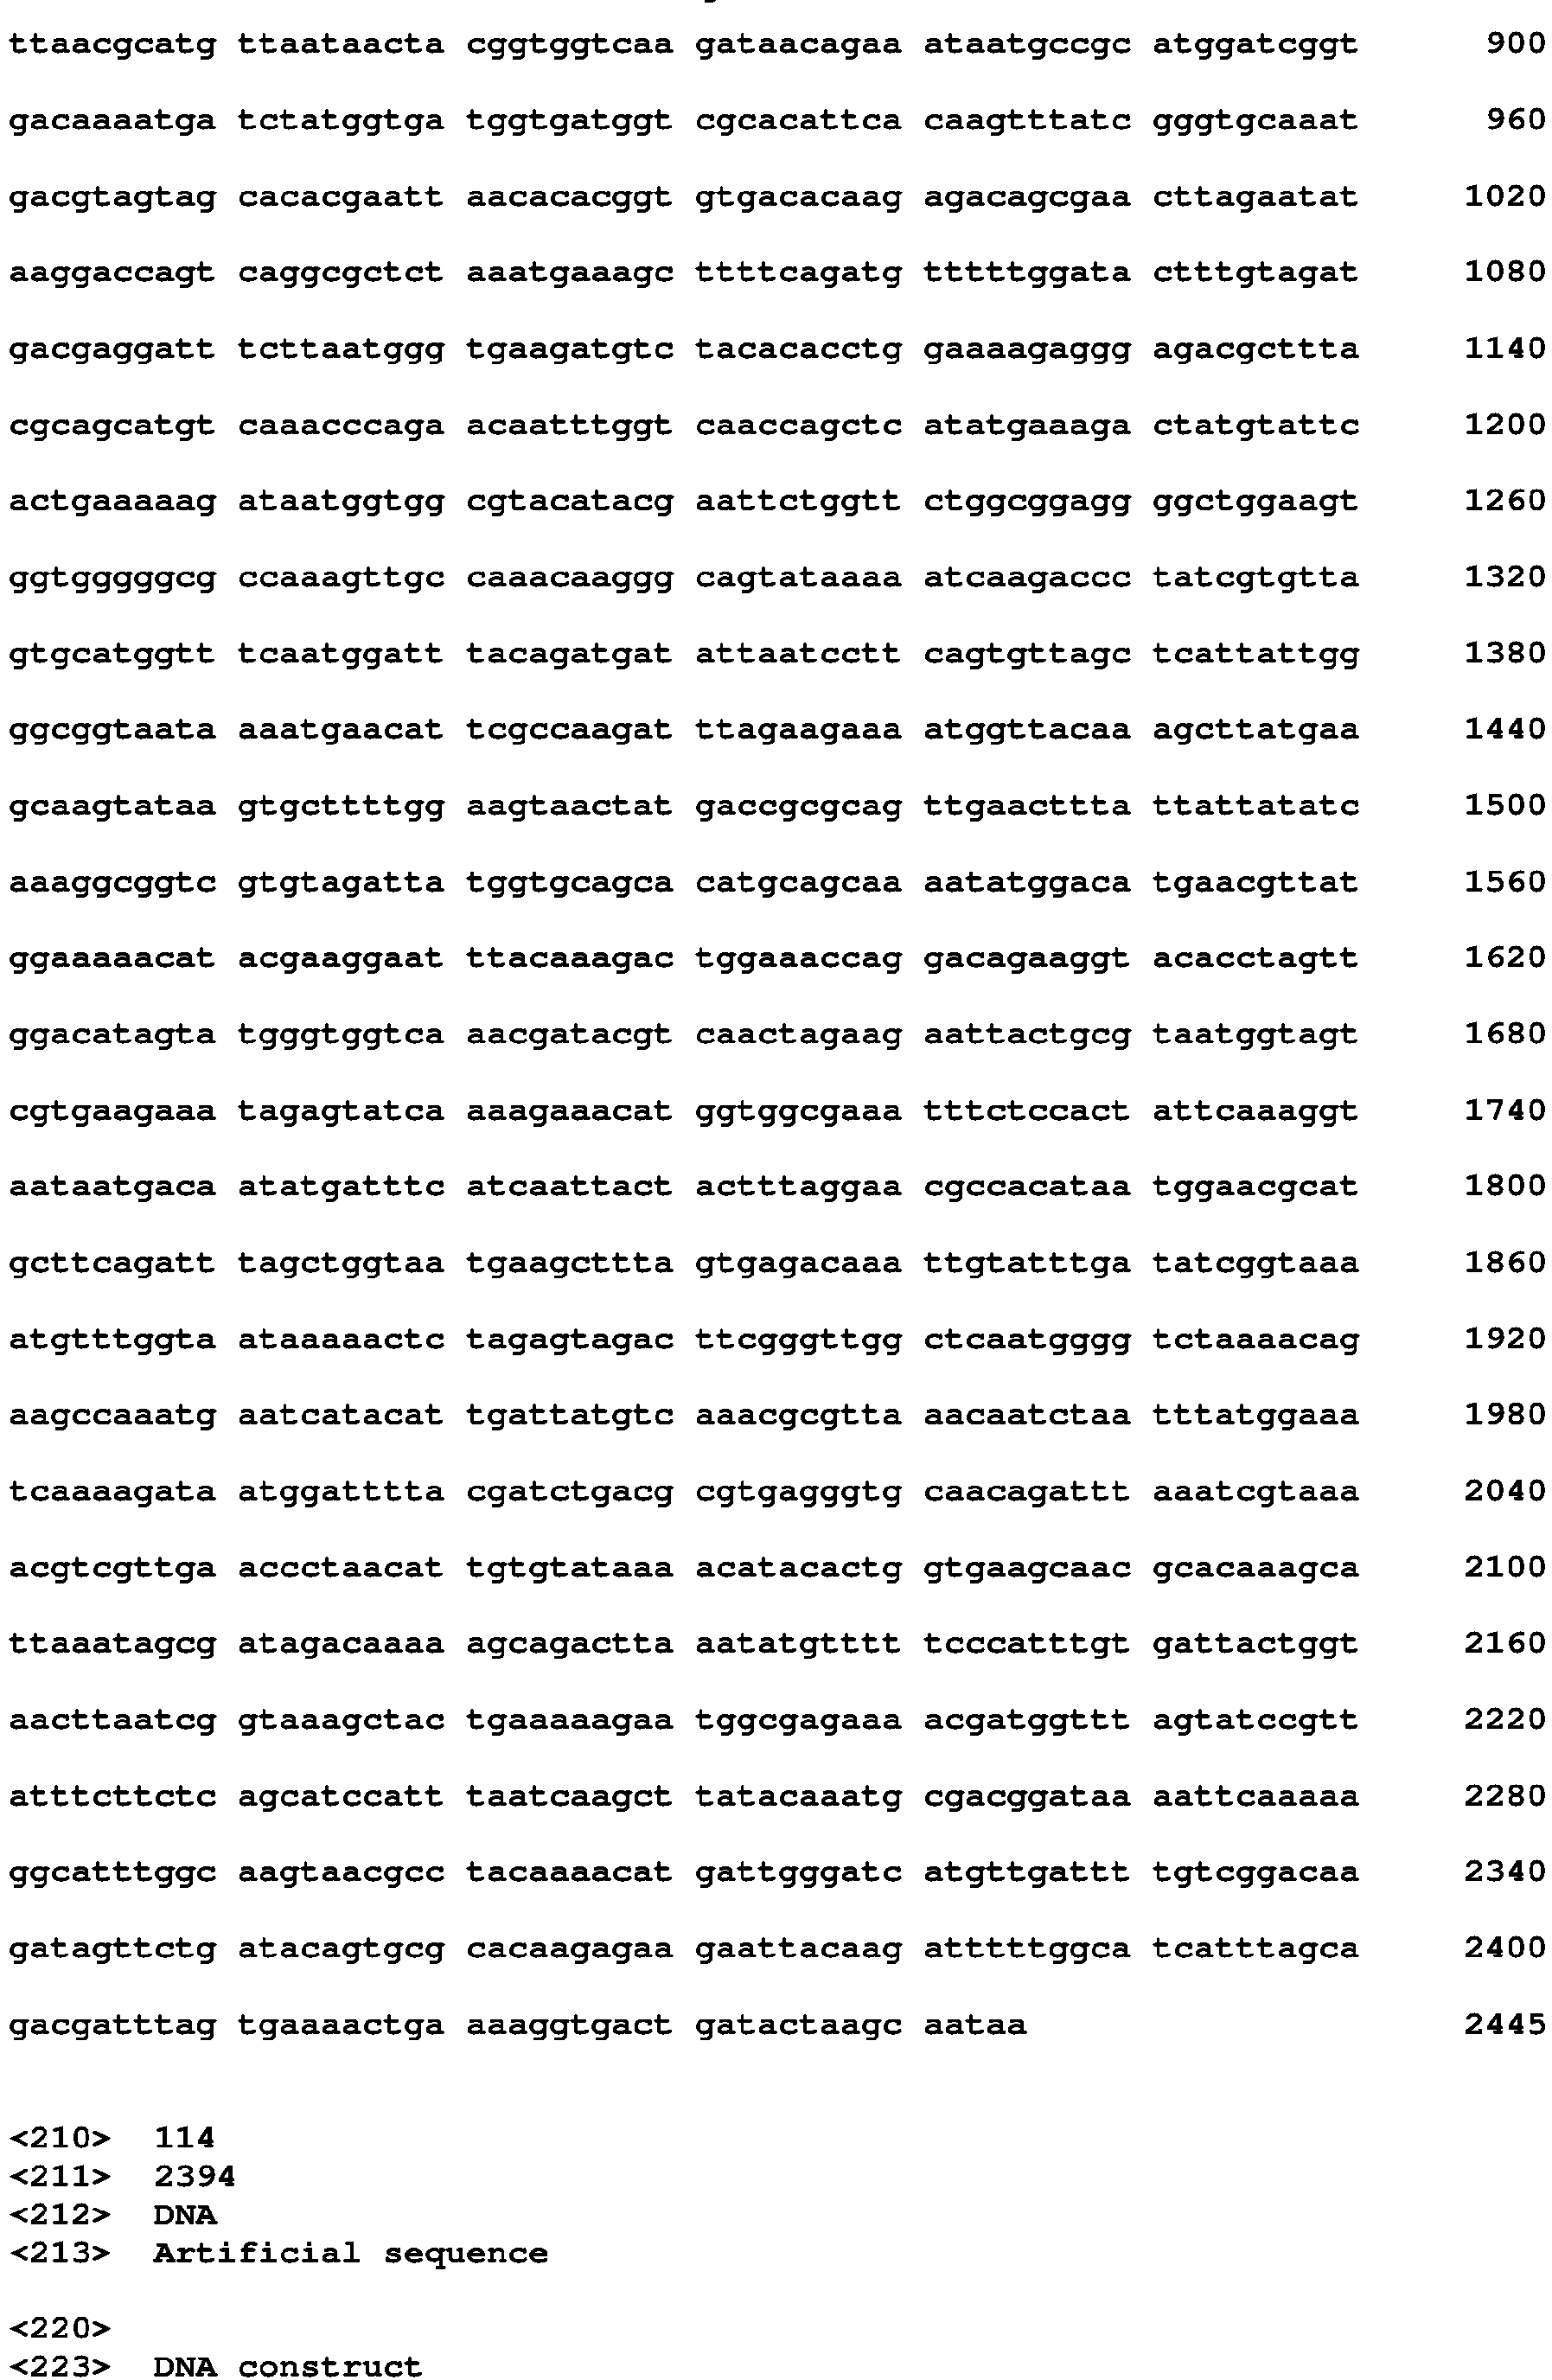 ttaacgcatg ttaataacta cggtggtcaa gataacagaa ataatgccgc atggatcggt 900
gacaaaatga tctatggtga tggtgatggt cgcacattca caagtttatc gggtgcaaat 960
gacgtagtag cacacgaatt aacacacggt gtgacacaag agacagcgaa cttagaatat 1020
aaggaccagt caggcgctct aaatgaaagc ttttcagatg tttttggata ctttgtagat 1080
gacgaggatt tcttaatggg tgaagatgtc tacacacctg gaaaagaggg agacgcttta 1140
cgcagcatgt caaacccaga acaatttggt caaccagctc atatgaaaga ctatgtattc 1200
actgaaaaag ataatggtgg cgtacatacg aattctggtt ctggcggagg ggctggaagt 1260
ggtgggggcg ccaaagttgc caaacaaggg cagtataaaa atcaagaccc tatcgtgtta 1320
gtgcatggtt tcaatggatt tacagatgat attaatcctt cagtgttagc tcattattgg 1380
ggcggtaata aaatgaacat tcgccaagat ttagaagaaa atggttacaa agcttatgaa 1440
gcaagtataa gtgcttttgg aagtaactat gaccgcgcag ttgaacttta ttattatatc 1500
aaaggcggtc gtgtagatta tggtgcagca catgcagcaa aatatggaca tgaacgttat 1560
ggaaaaacat acgaaggaat ttacaaagac tggaaaccag gacagaaggt acacctagtt 1620
ggacatagta tgggtggtca aacgatacgt caactagaag aattactgcg taatggtagt 1680
cgtgaagaaa tagagtatca aaagaaacat ggtggcgaaa tttctccact attcaaaggt 1740
aataatgaca atatgatttc atcaattact actttaggaa cgccacataa tggaacgcat 1800
gcttcagatt tagctggtaa tgaagcttta gtgagacaaa ttgtatttga tatcggtaaa 1860
atgtttggta ataaaaactc tagagtagac ttcgggttgg ctcaatgggg tctaaaacag 1920
aagccaaatg aatcatacat tgattatgtc aaacgcgtta aacaatctaa tttatggaaa 1980
tcaaaagata atggatttta cgatctgacg cgtgagggtg caacagattt aaatcgtaaa 2040
acgtcgttga accctaacat tgtgtataaa acatacactg gtgaagcaac gcacaaagca 2100
ttaaatagcg atagacaaaa agcagactta aatatgtttt tcccatttgt gattactggt 2160
aacttaatcg gtaaagctac tgaaaaagaa tggcgagaaa acgatggttt agtatccgtt 2220
atttcttctc agcatccatt taatcaagct tatacaaatg cgacggataa aattcaaaaa 2280
ggcatttggc aagtaacgcc tacaaaacat gattgggatc atgttgattt tgtcggacaa 2340
gatagttctg atacagtgcg cacaagagaa gaattacaag atttttggca tcatttagca 2400
gacgatttag tgaaaactga aaaggtgact gatactaagc aataa 2445
<210> 114
<211> 2394
<212> DNA
<213> Artificial sequence
<220>
<223> DNA construct